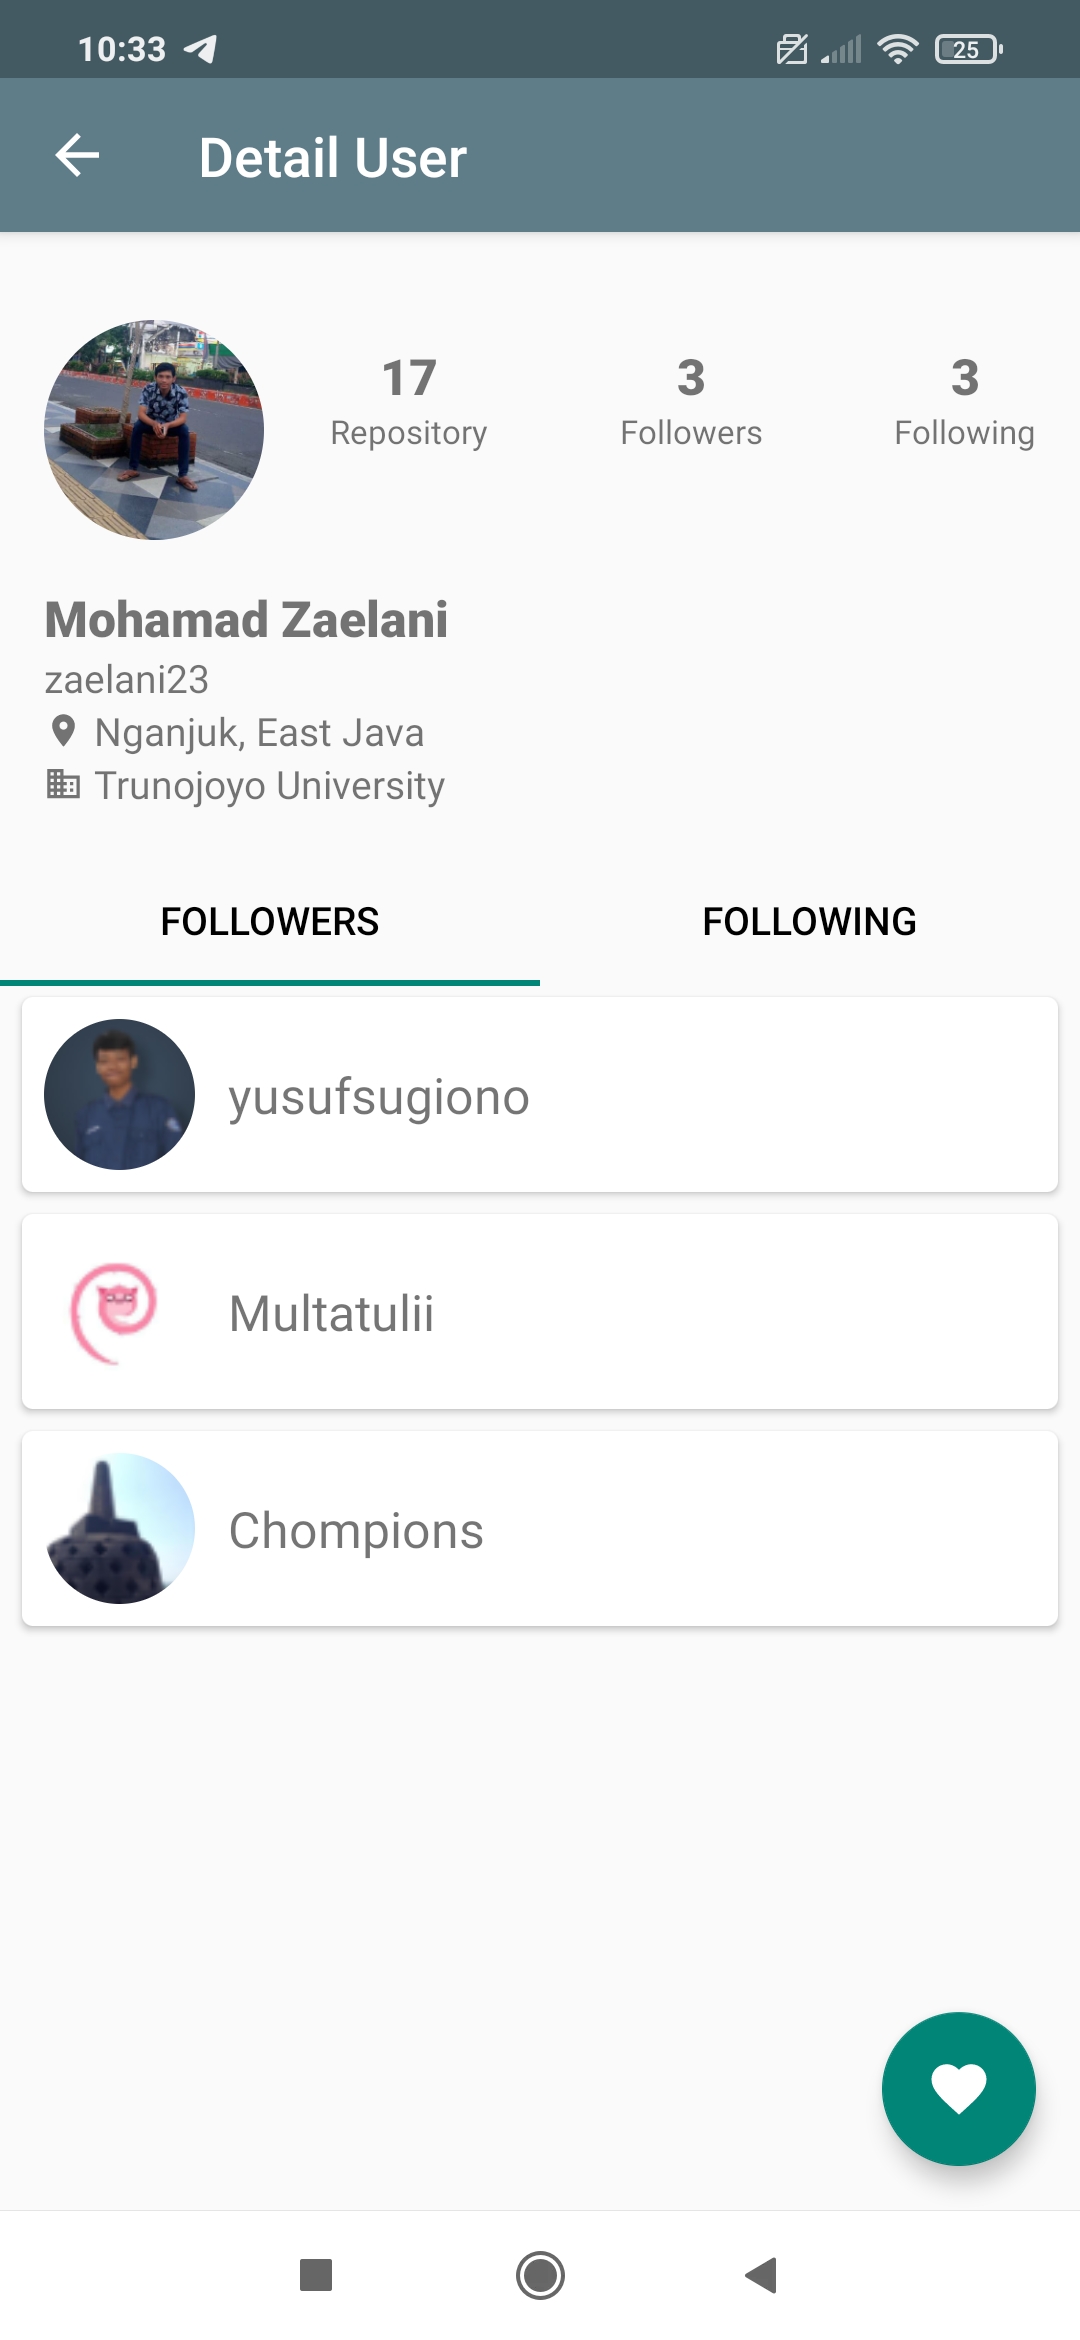 10:33
25
Detail User
17
Repository
3
Followers
3
Following
Mohamad Zaelani
zaelani23
Nganjuk, East Java
Trunojoyo University
FOLLOWERS
FOLLOWING
yusufsugiono
Multatulii
Chompions